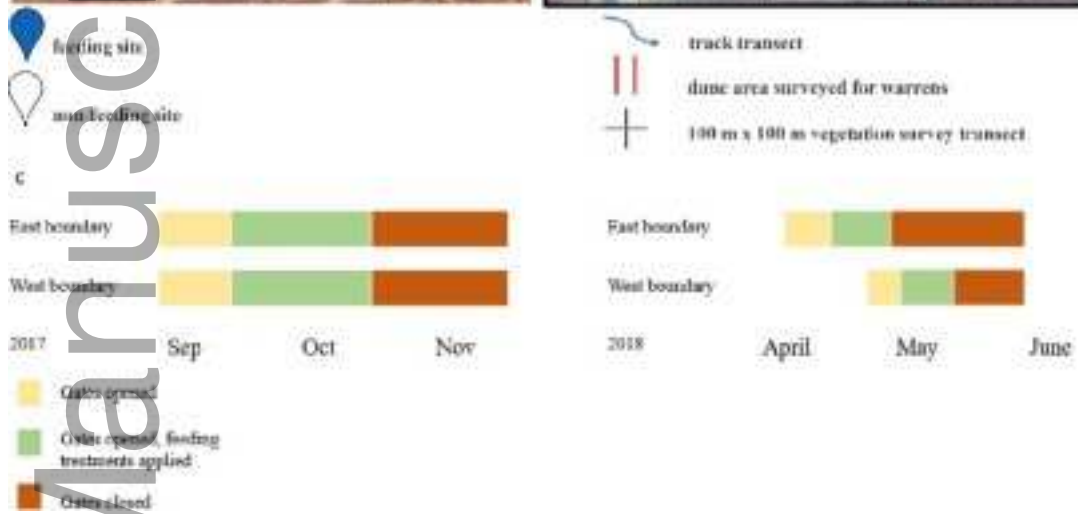 feeding site
non feeding site
track transect
dune area surveyed for warrens
100 m x 100 m vegetation survey transect
c
East boundary
West boundary
2017
Sep
Oct
Nov
East boundary
West boundary
2018
April
May
June
Gates opened
Gates opened, feeding
treatments applied
Gates closed
Manusc